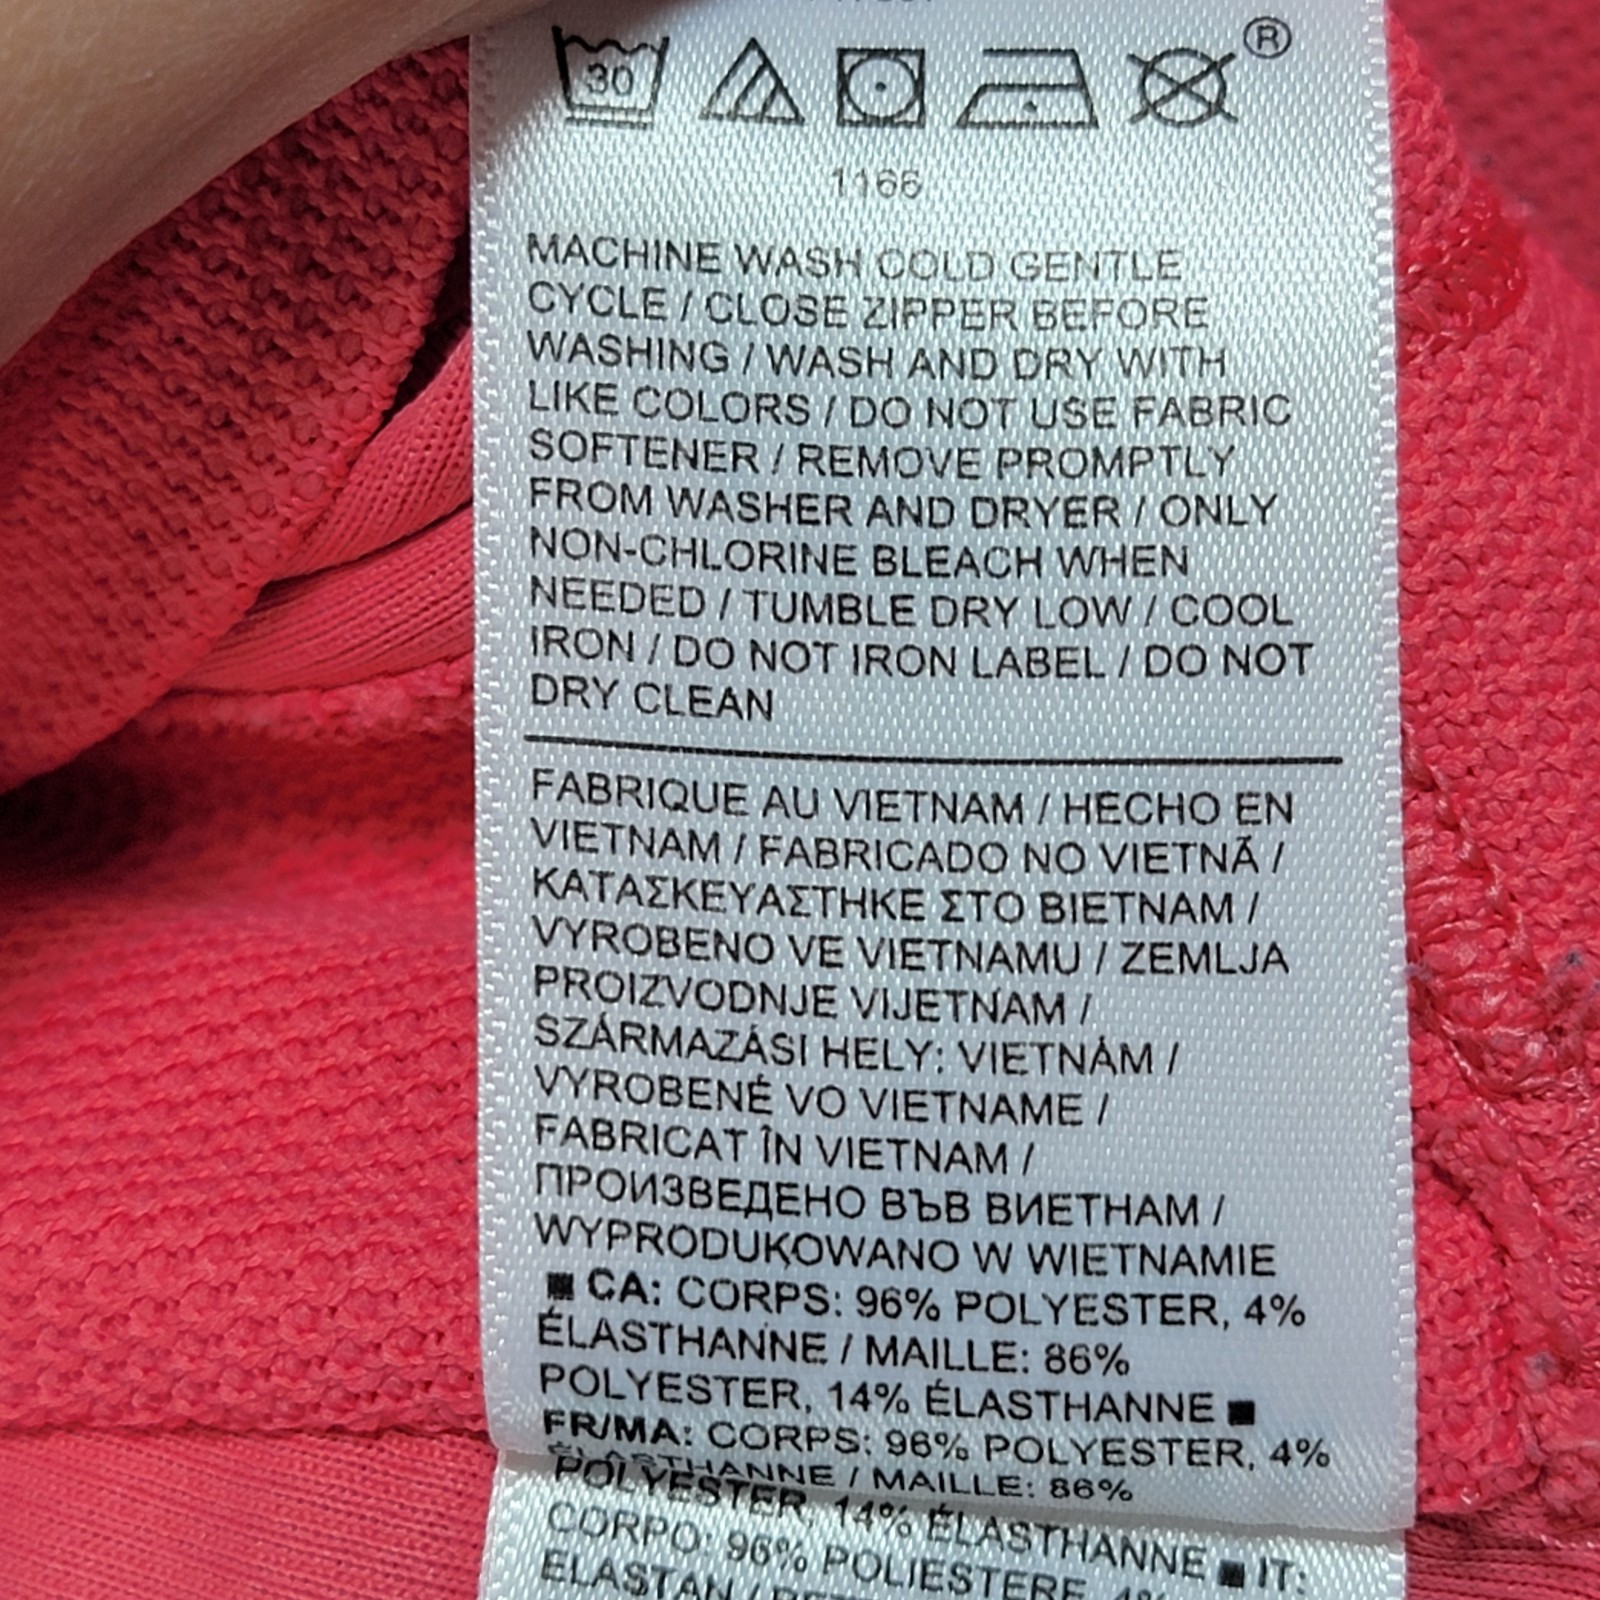 30
®
1166
MACHINE WASH COLD GENTLE
CYCLE / CLOSE ZIPPER BEFORE
WASHING / WASH AND DRY WITH
LIKE COLORS / DO NOT USE FABRIC
SOFTENER / REMOVE PROMPTLY
FROM WASHER AND DRYER / ONLY
NON-CHLORINE BLEACH WHEN
NEEDED / TUMBLE DRY LOW / COOL
IRON / DO NOT IRON LABEL / DO NOT
DRY CLEAN
FABRIQUE AU VIETNAM / HECHO EN
VIETNAM / FABRICADO NO VIETNÃ /
ΚΑΤΑΣΚΕΥΑΣΤΗΚΕ ΣΤΟ ΒΙΕΤΝΑΜ /
VYROBENO VE VIETNAMU / ZEMLJA
PROIZVODNJE VIJETNAM /
SZÁRMAZÁSI HELY: VIETNÁM /
VYROBENÉ VO VIETNAME /
FABRICAT ÎN VIETNAM /
ПРОИЗВЕДЕНО ВЪВ ВИЕТНАМ /
WYPRODUKOWANO W WIETNAMIE
■ CA: CORPS: 96% POLYESTER, 4%
ÉLASTHANNE / MAILLE: 86%
POLYESTER, 14% ÉLASTHANNE ■
FR/MA: CORPS: 96% POLYESTER, 4%
ÉLASTHANNE / MAILLE: 86%
POLYESTER, 14% ÉLASTHANNE ■ IT:
CORPO: 96% POLIESTERE, 4%
ELASTAN /